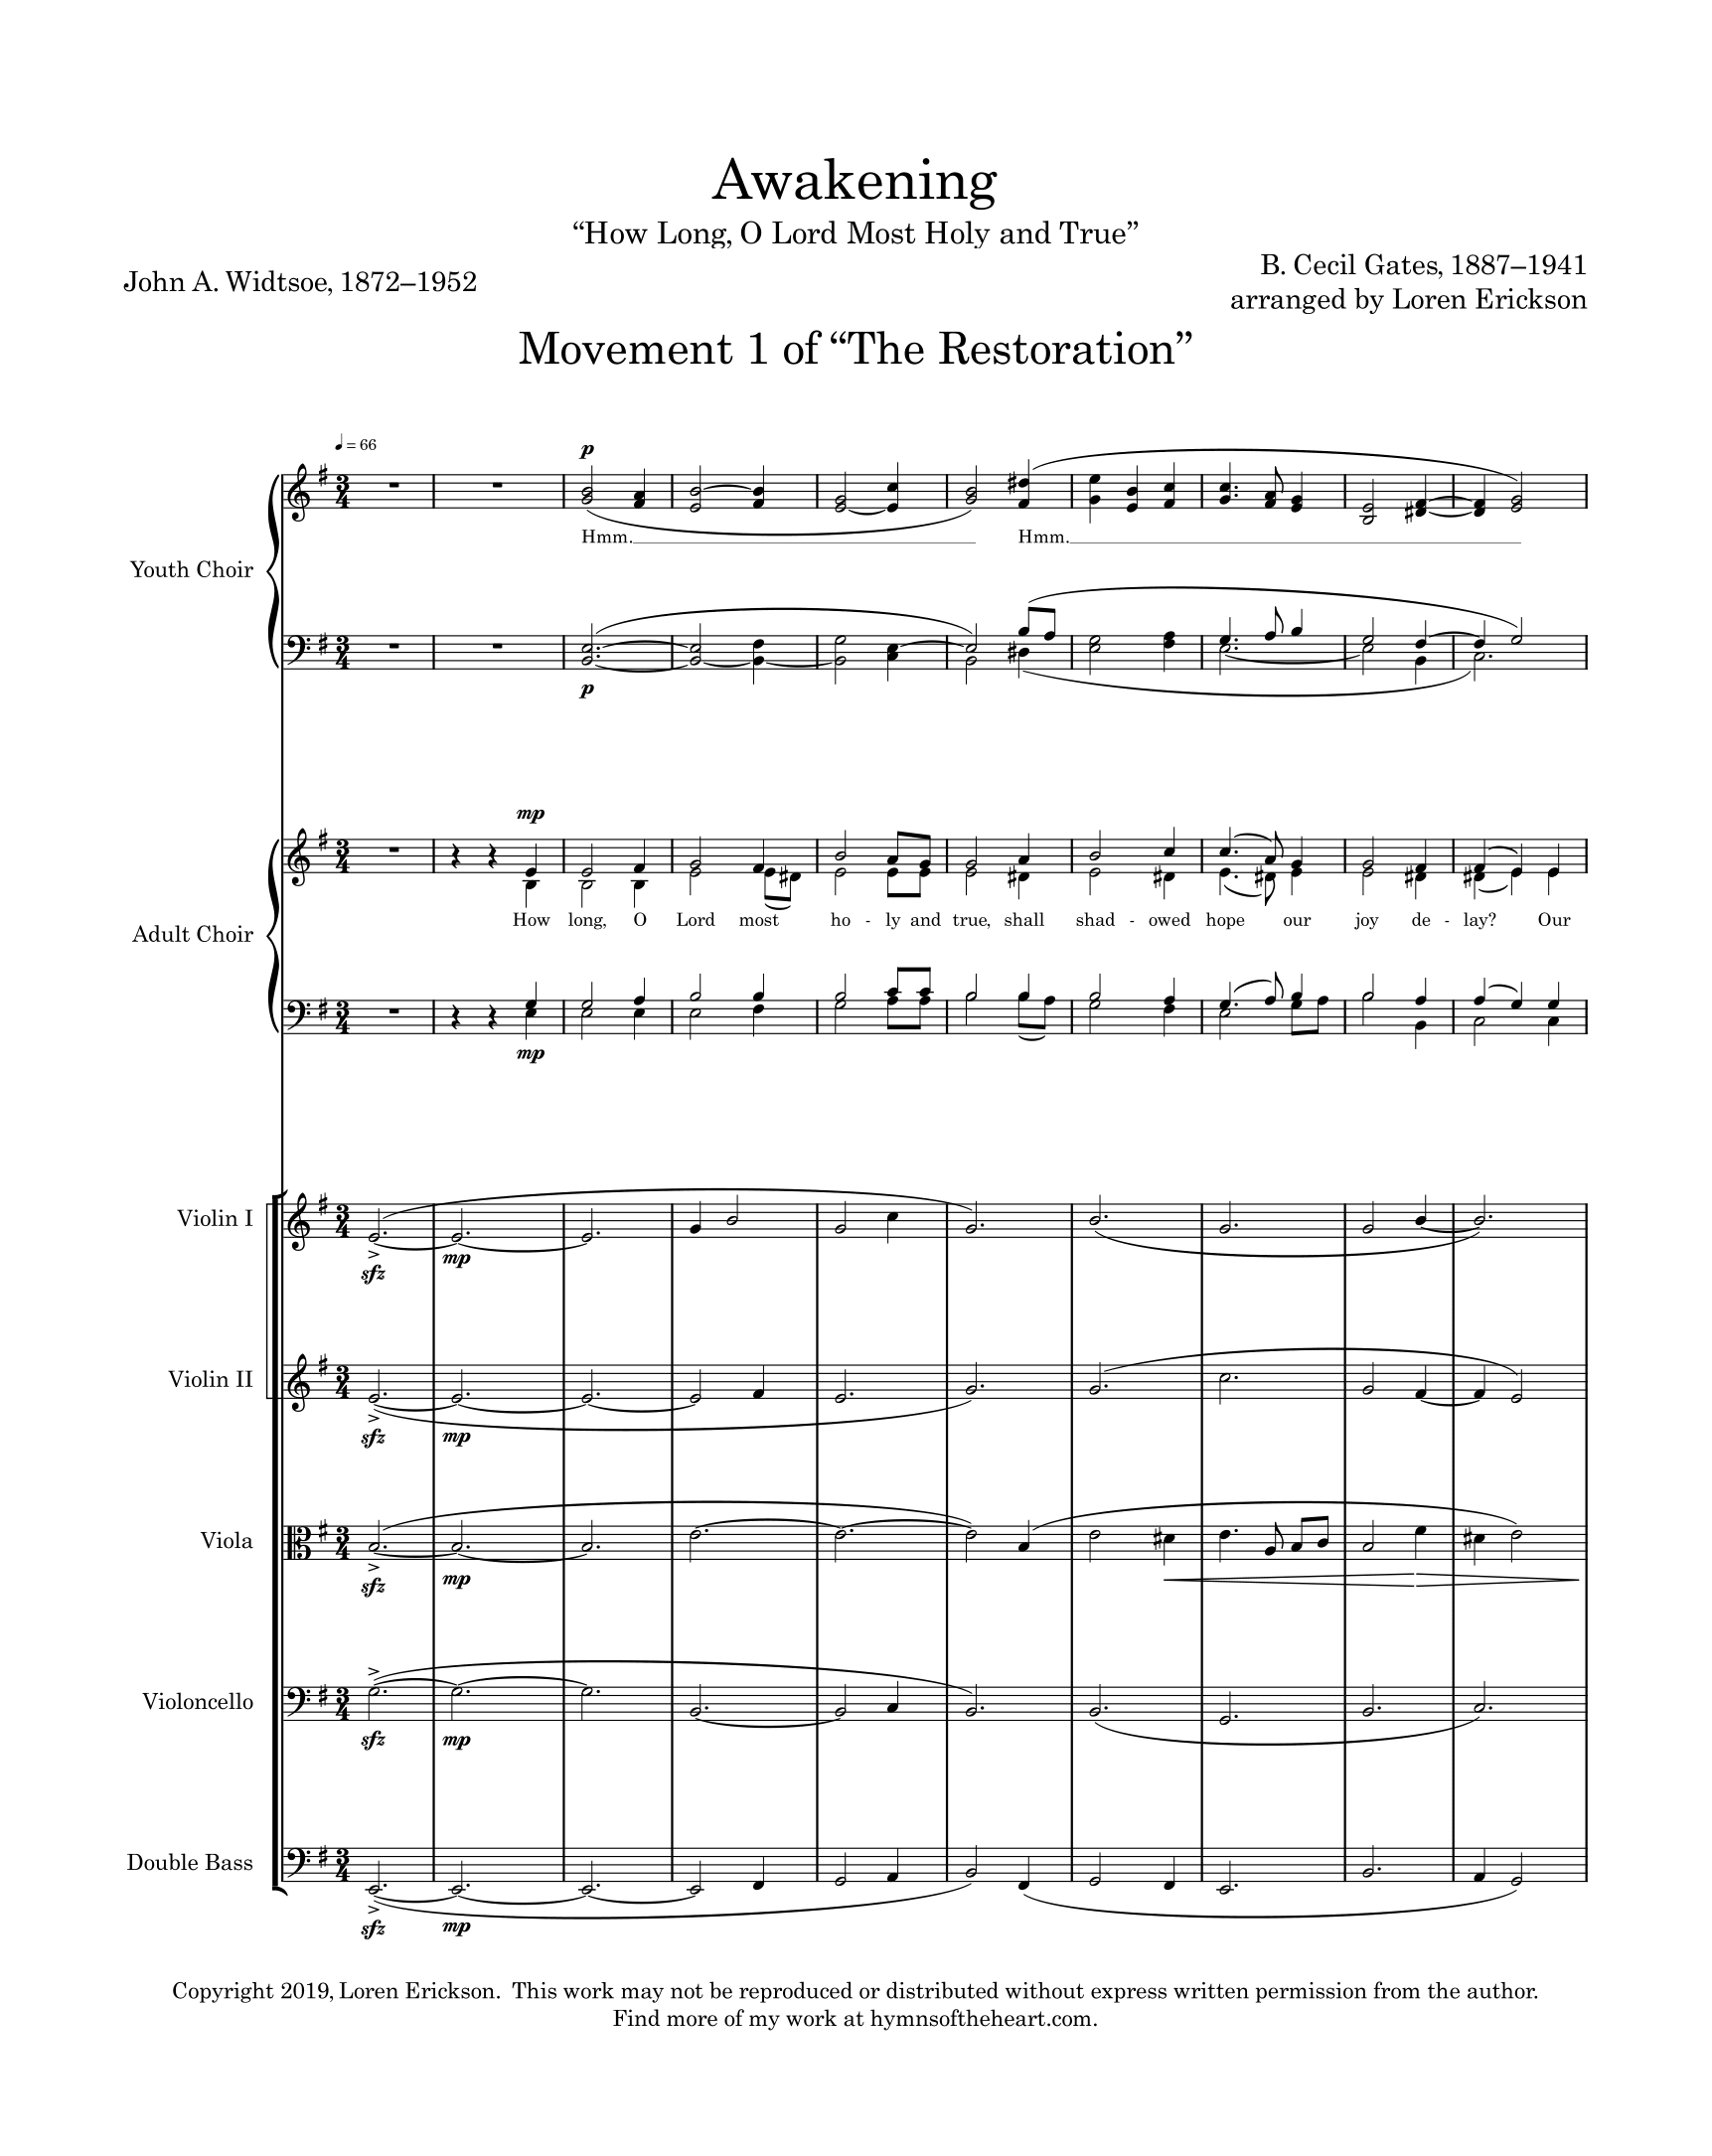 Awakening
“How Long, O Lord Most Holy and True”
John A. Widtsoe, 1872–1952
B. Cecil Gates, 1887–1941
arranged by Loren Erickson
Movement 1 of “The Restoration”
= 66
p
Hmm. Hmm.
Youth Choir
p
mp
How long, O Lord most ho - ly and true, shall shad - owed hope our joy de - lay? Our
Adult Choir
mp
Violin I
sfz mp
Violin II
sfz mp
Viola
sfz mp
Violoncello
sfz mp
Double Bass
sfz mp
Copyright 2019, Loren Erickson. This work may not be reproduced or distributed without express written permission from the author.
Find more of my work at hymnsoftheheart.com.